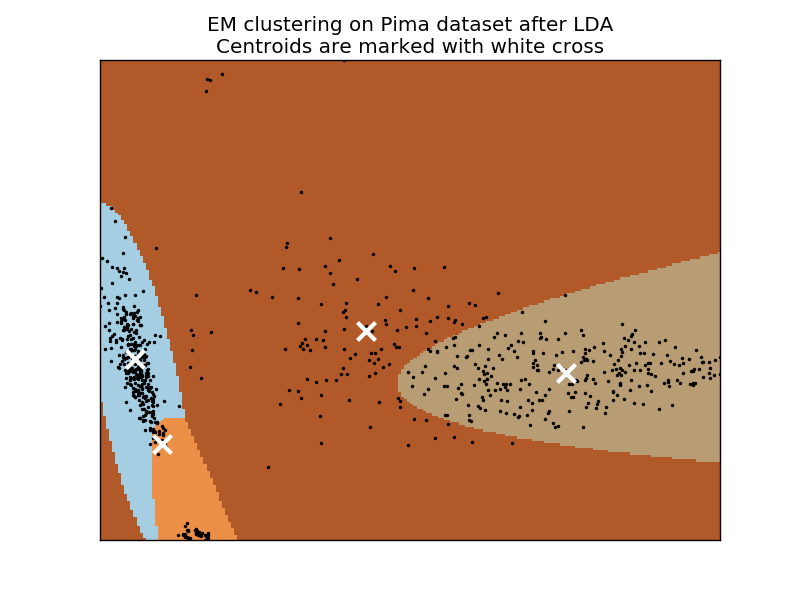 EM clustering on Pima dataset after LDA
Centroids are marked with white cross